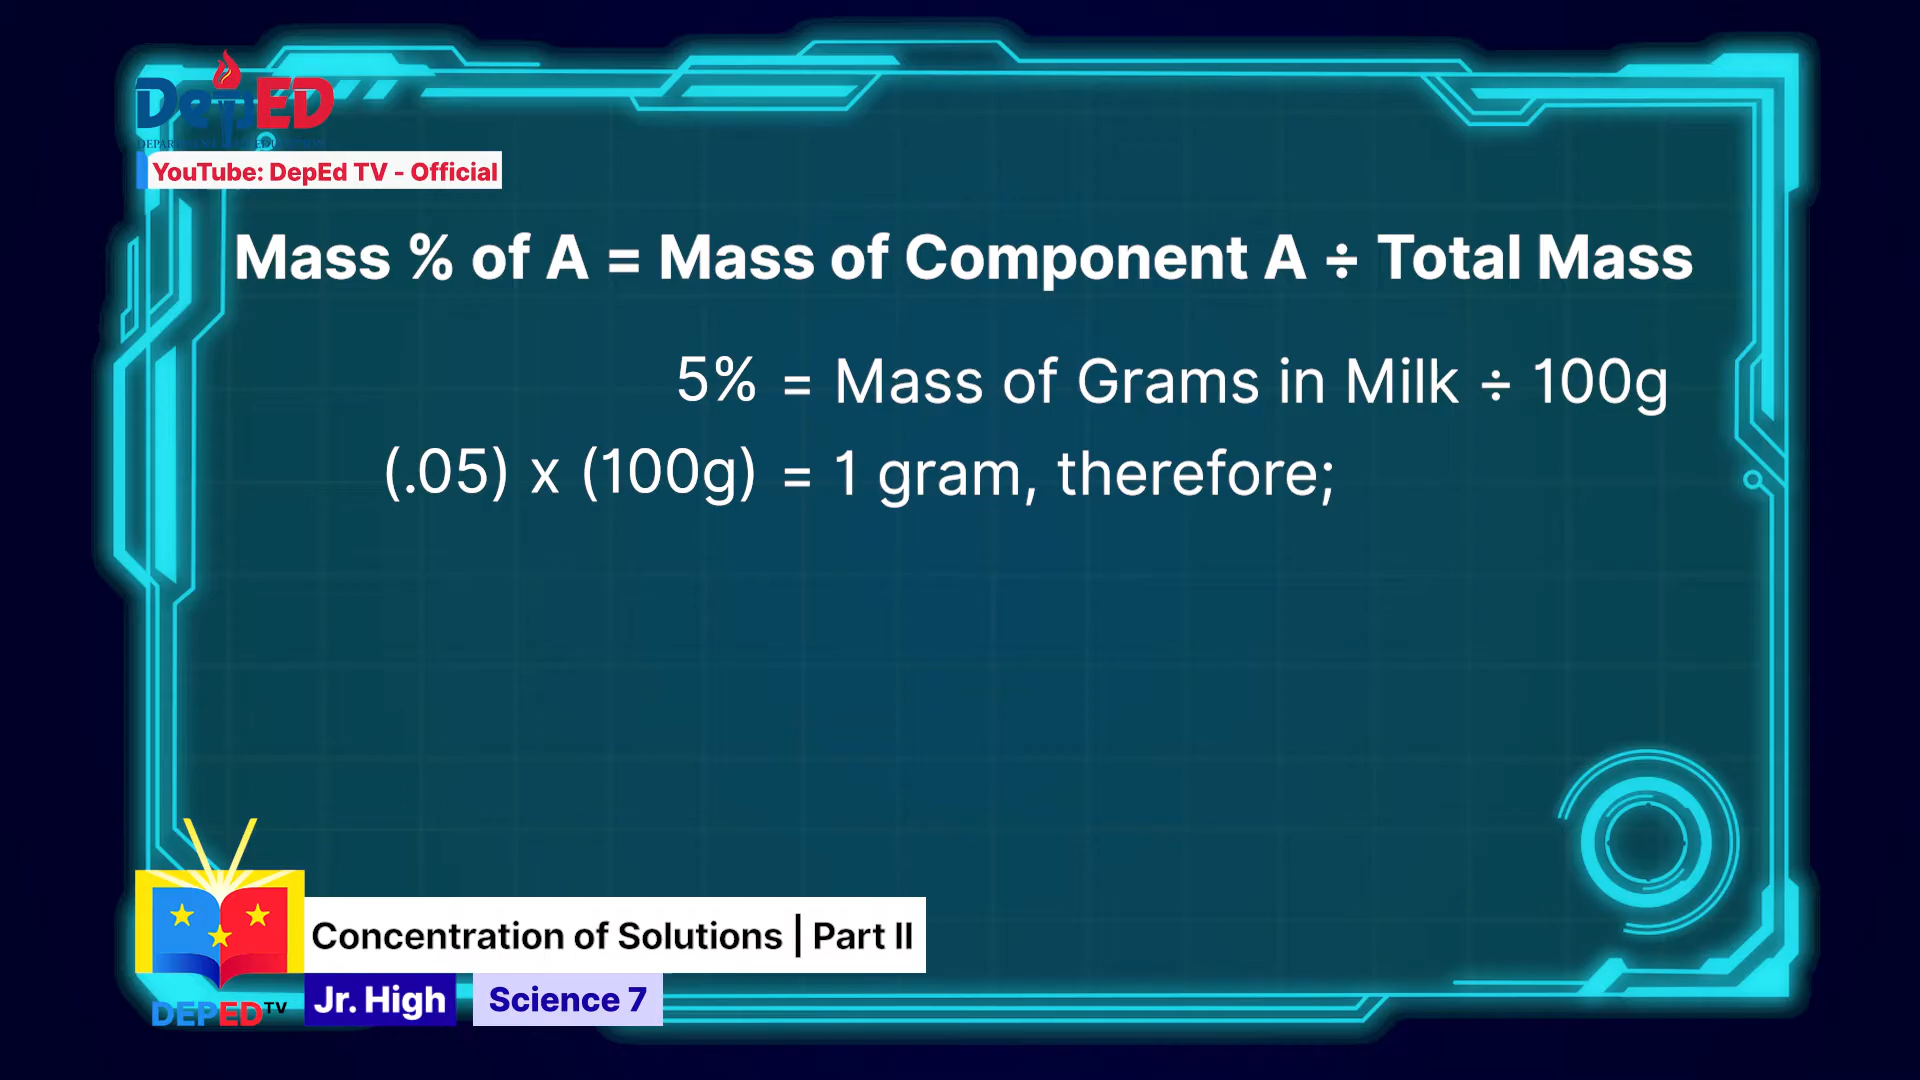 DepED
YouTube: DepEd TV - Official
Mass % of A = Mass of Component A ÷ Total Mass
5% = Mass of Grams in Milk ÷ 100g
(.05) x (100g) = 1 gram, therefore;
Concentration of Solutions | Part II
DEPED TV
Jr. High
Science 7